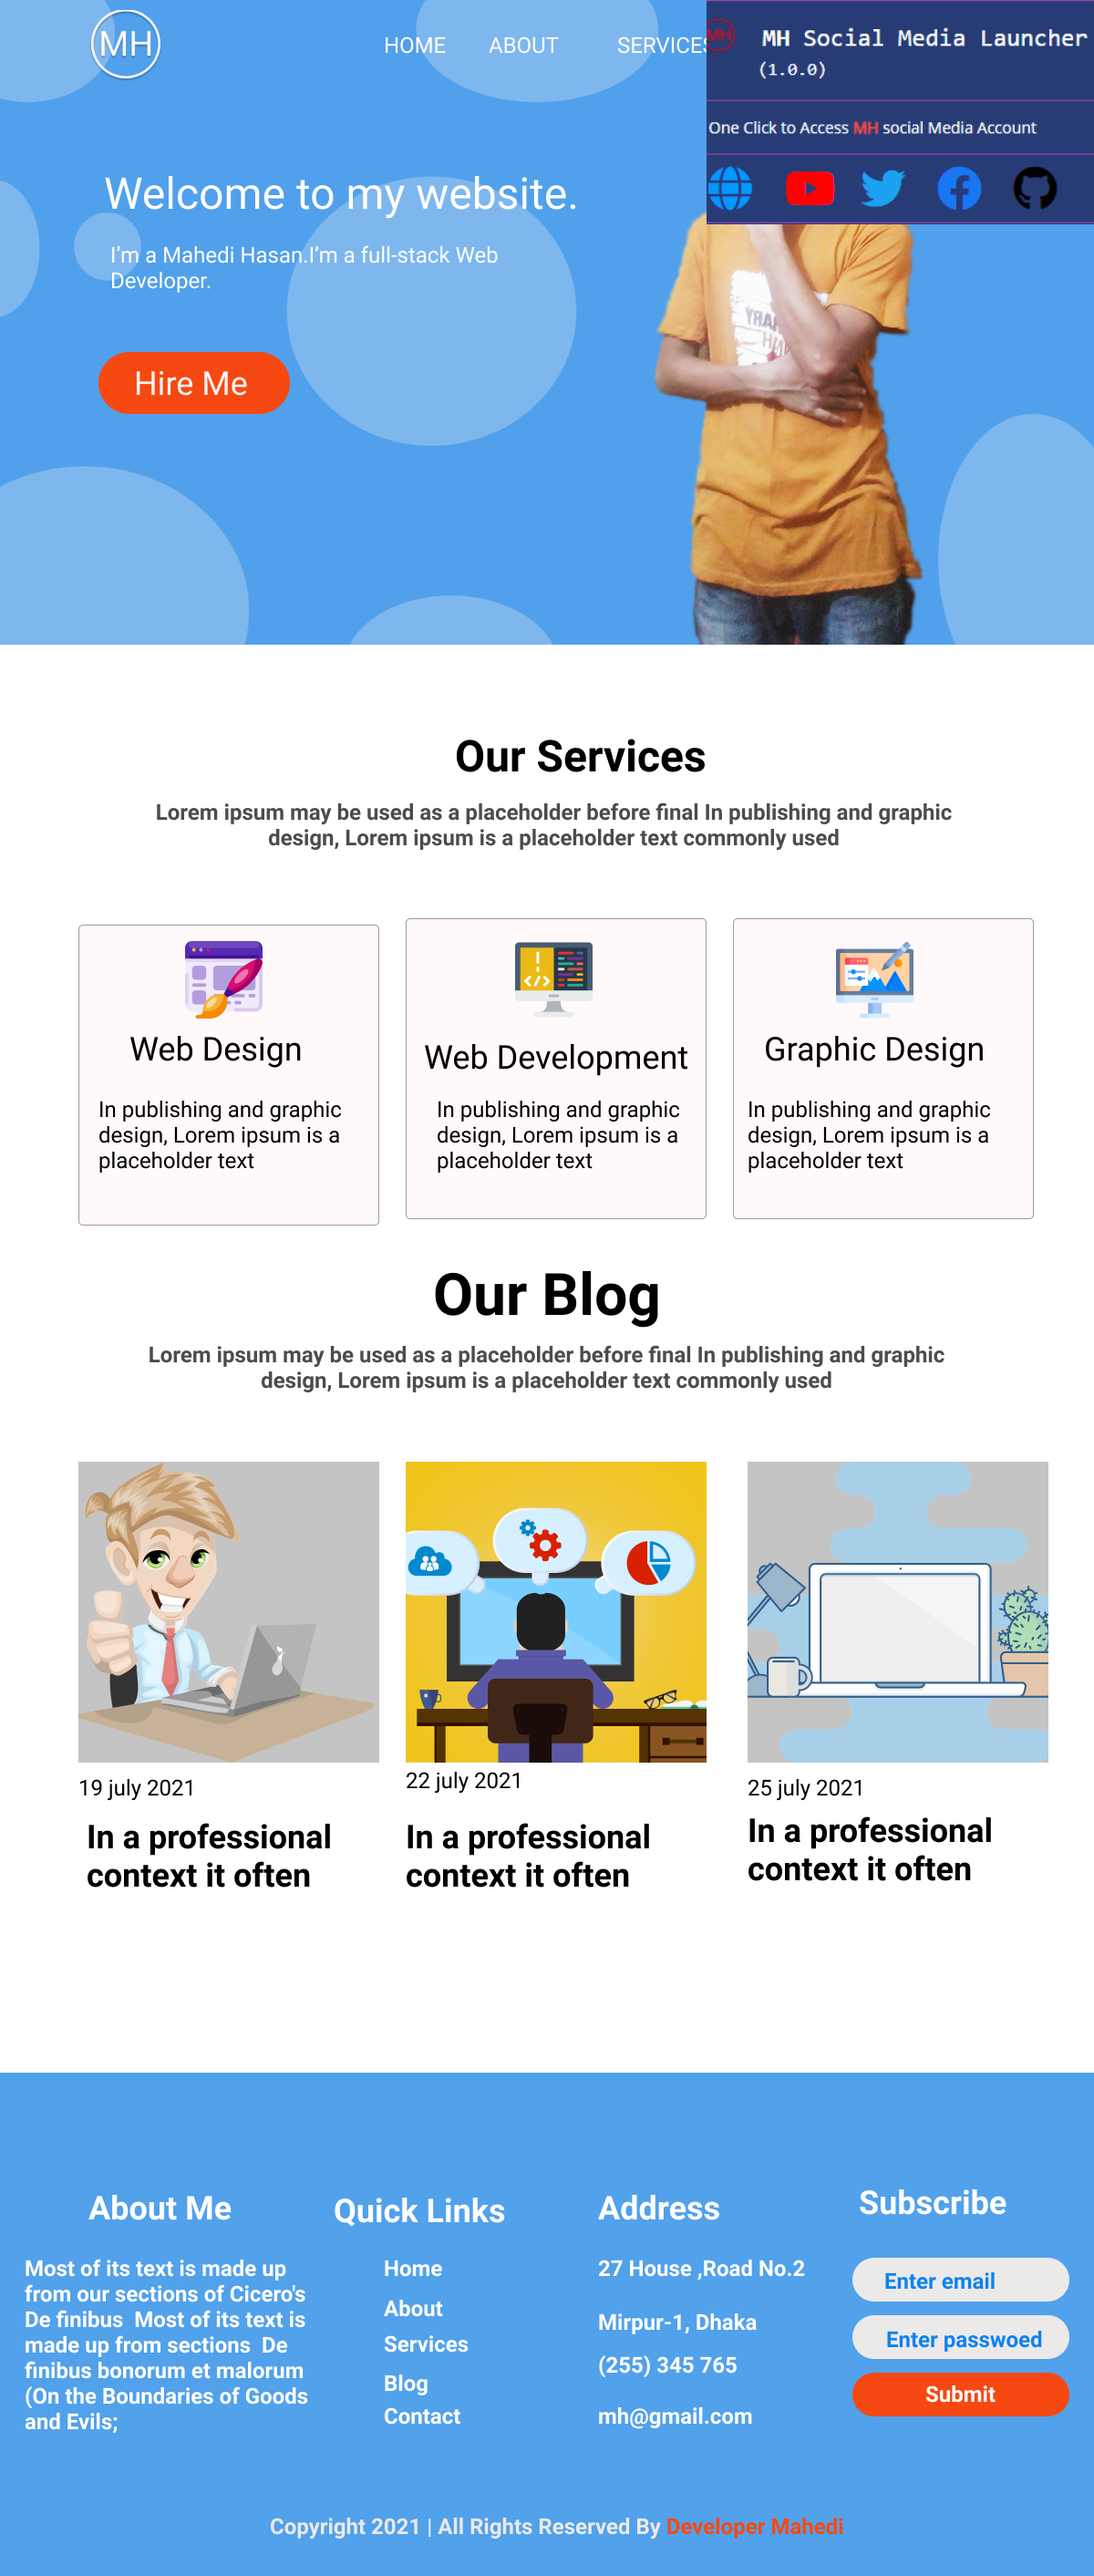 MH
HOME ABOUT SERVICES
MH
MH Social Media Launcher
(1.0.0)
One Click to Access MH social Media Account
Welcome to my website.
I'm a Mahedi Hasan.I'm a full-stack Web
Developer.
Hire Me
Our Services
Lorem ipsum may be used as a placeholder before final In publishing and graphic
design, Lorem ipsum is a placeholder text commonly used
Web Design
In publishing and graphic
design, Lorem ipsum is a
placeholder text
Web Development
In publishing and graphic
design, Lorem ipsum is a
placeholder text
Graphic Design
In publishing and graphic
design, Lorem ipsum is a
placeholder text
Our Blog
Lorem ipsum may be used as a placeholder before final In publishing and graphic
design, Lorem ipsum is a placeholder text commonly used
19 july 2021
In a professional
context it often
22 july 2021
In a professional
context it often
25 july 2021
In a professional
context it often
About Me
Most of its text is made up
from our sections of Cicero's
De finibus  Most of its text is
made up from sections  De
finibus bonorum et malorum
(On the Boundaries of Goods
and Evils;
Quick Links
Home
About
Services
Blog
Contact
Address
27 House ,Road No.2
Mirpur-1, Dhaka
(255) 345 765
mh@gmail.com
Subscribe
Enter email
Enter passwoed
Submit
Copyright 2021 | All Rights Reserved By Developer Mahedi